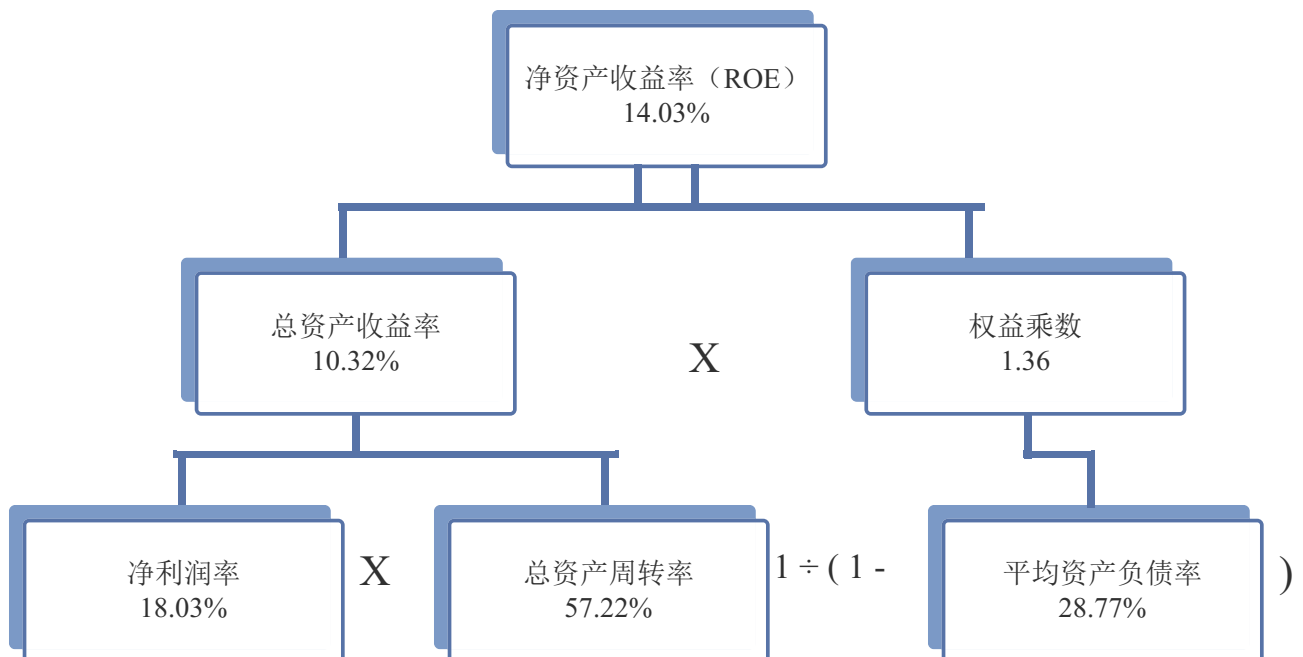 净资产收益率（ROE）
14.03%
总资产收益率
10.32%
X
权益乘数
1.36
净利润率
18.03%
X
总资产周转率
57.22%
1 ÷ ( 1 -
平均资产负债率
28.77%
)